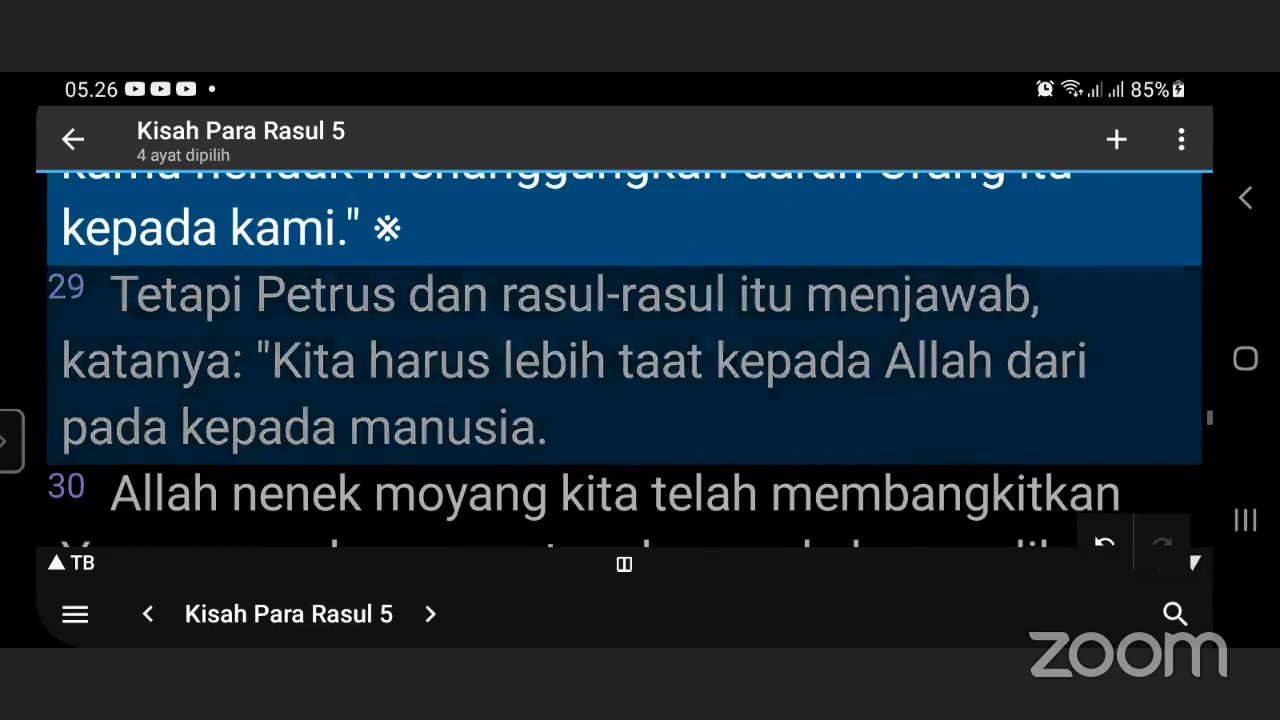 05.26
85%
Kisah Para Rasul 5
4 ayat dipilih
kepada kami." ※
29 Tetapi Petrus dan rasul-rasul itu menjawab,
katanya: "Kita harus lebih taat kepada Allah dari
pada kepada manusia.
30 Allah nenek moyang kita telah membangkitkan
TB
Kisah Para Rasul 5
zoom